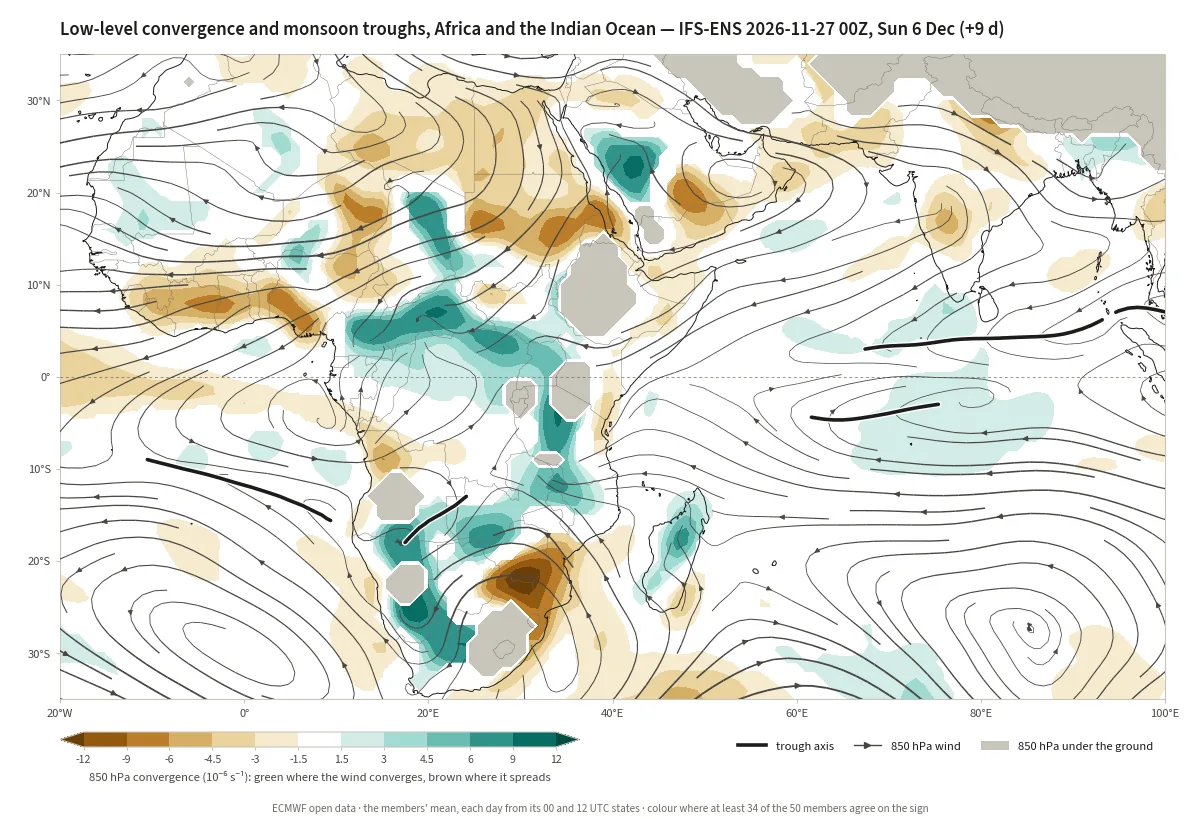 Low-level convergence and monsoon troughs, Africa and the Indian Ocean — IFS-ENS 2026-11-27 00Z, Sun 6 Dec (+9 d)
30°N
20°N
10°N
0°
10°S
20°S
30°S
20°W 0° 20°E 40°E 60°E 80°E 100°E
-12 -9 -6 -4.5 -3 -1.5 1.5 3 4.5 6 9 12
850 hPa convergence (10⁻⁶ s⁻¹): green where the wind converges, brown where it spreads
trough axis 850 hPa wind 850 hPa under the ground
ECMWF open data · the members' mean, each day from its 00 and 12 UTC states · colour where at least 34 of the 50 members agree on the sign